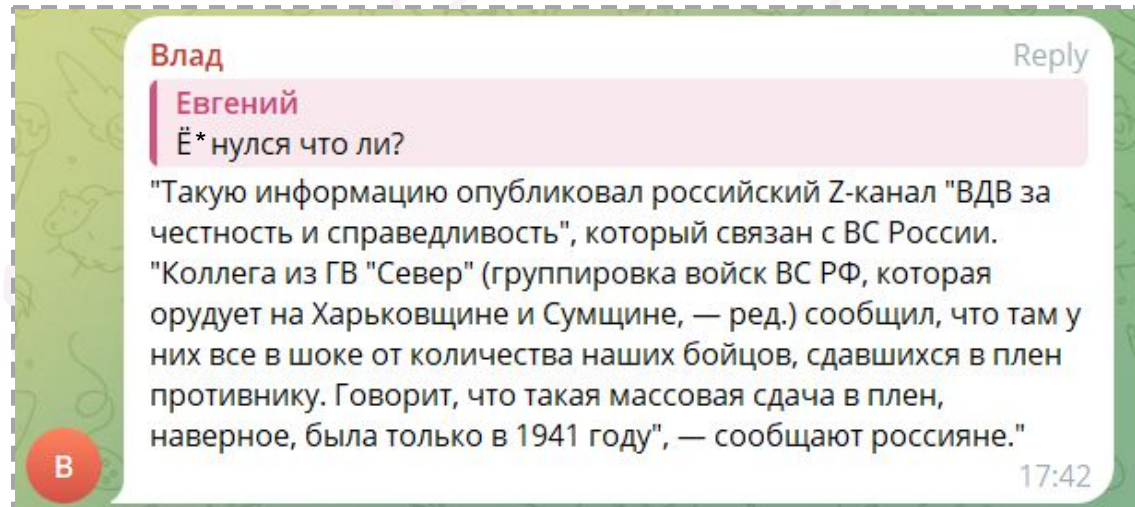 Влад Reply
Евгений
Ё*нулся что ли?
"Такую информацию опубликовал российский Z-канал "ВДВ за
честность и справедливость", который связан с ВС России.
"Коллега из ГВ "Север" (группировка войск ВС РФ, которая
орудует на Харьковщине и Сумщине, — ред.) сообщил, что там у
них все в шоке от количества наших бойцов, сдавшихся в плен
противнику. Говорит, что такая массовая сдача в плен,
наверное, была только в 1941 году", — сообщают россияне."
В
17:42